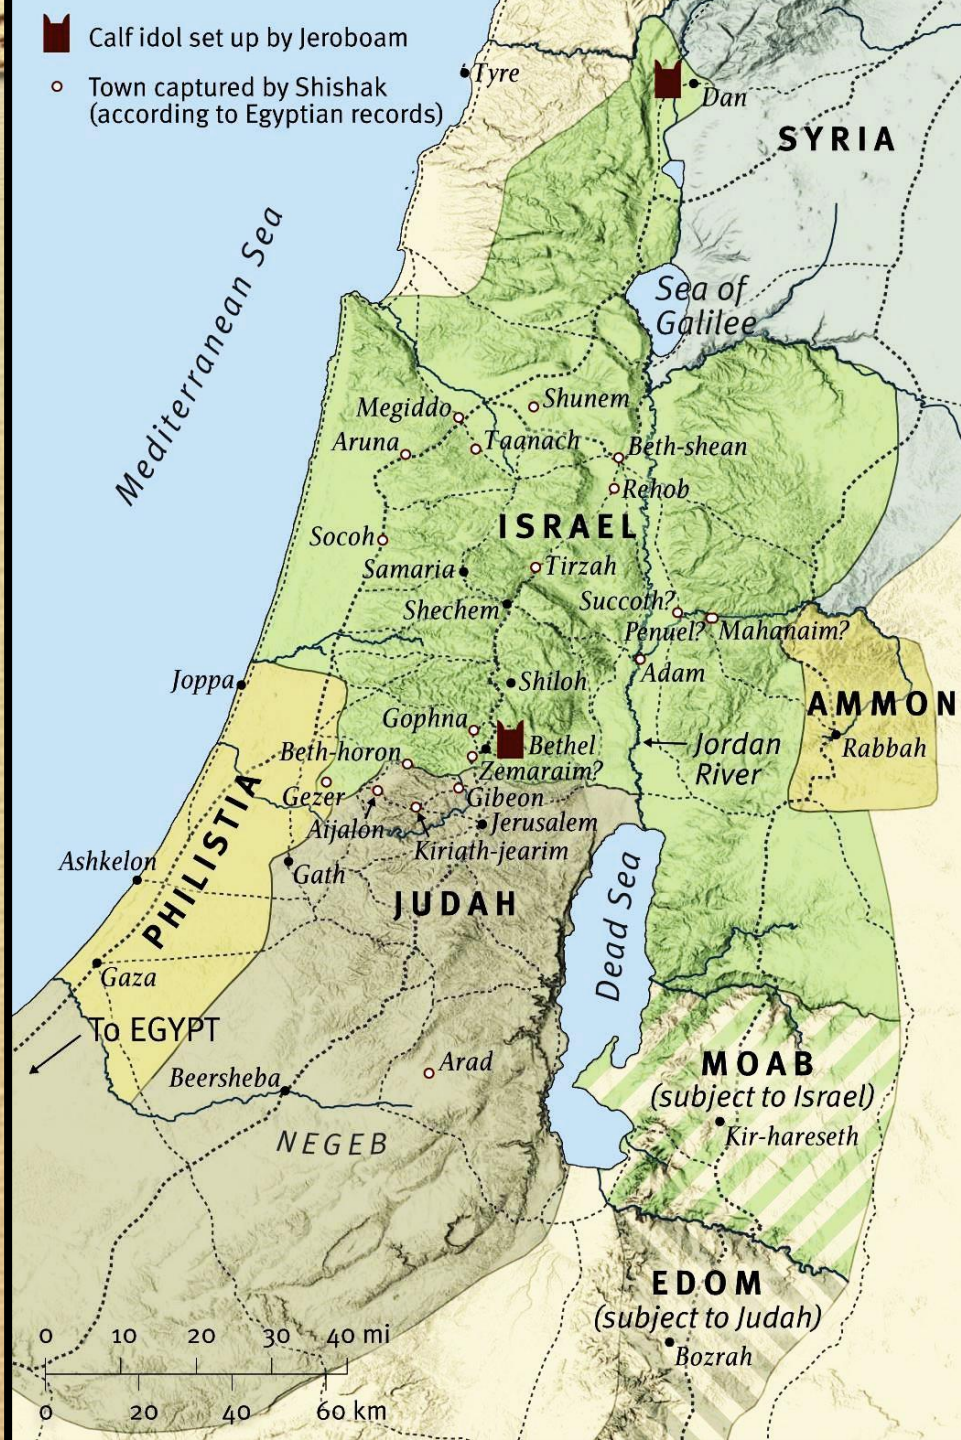 Calf idol set up by Jeroboam
Town captured by Shishak
(according to Egyptian records)
Tyre
Dan
SYRIA
Mediterranean Sea
Sea of
Galilee
Megiddo
Shunem
Aruna
Taanach
Beth-shean
Rehob
ISRAEL
Socoh
Samaria
Tirzah
Shechem
Succoth?
Penuel?
Mahanaim?
Adam
Joppa
Shiloh
AMMON
Gophna
Rabbah
Beth-horon
Bethel
Jordan
River
Zemaraim?
Gezer
Gibeon
Aijalon
Jerusalem
Kiriath-jearim
PHILISTIA
Ashkelon
Gath
JUDAH
Dead Sea
Gaza
To EGYPT
Beersheba
Arad
MOAB
(subject to Israel)
Kir-hareseth
NEGEB
EDOM
(subject to Judah)
Bozrah
0 10 20 30 40 mi
0 20 40 60 km